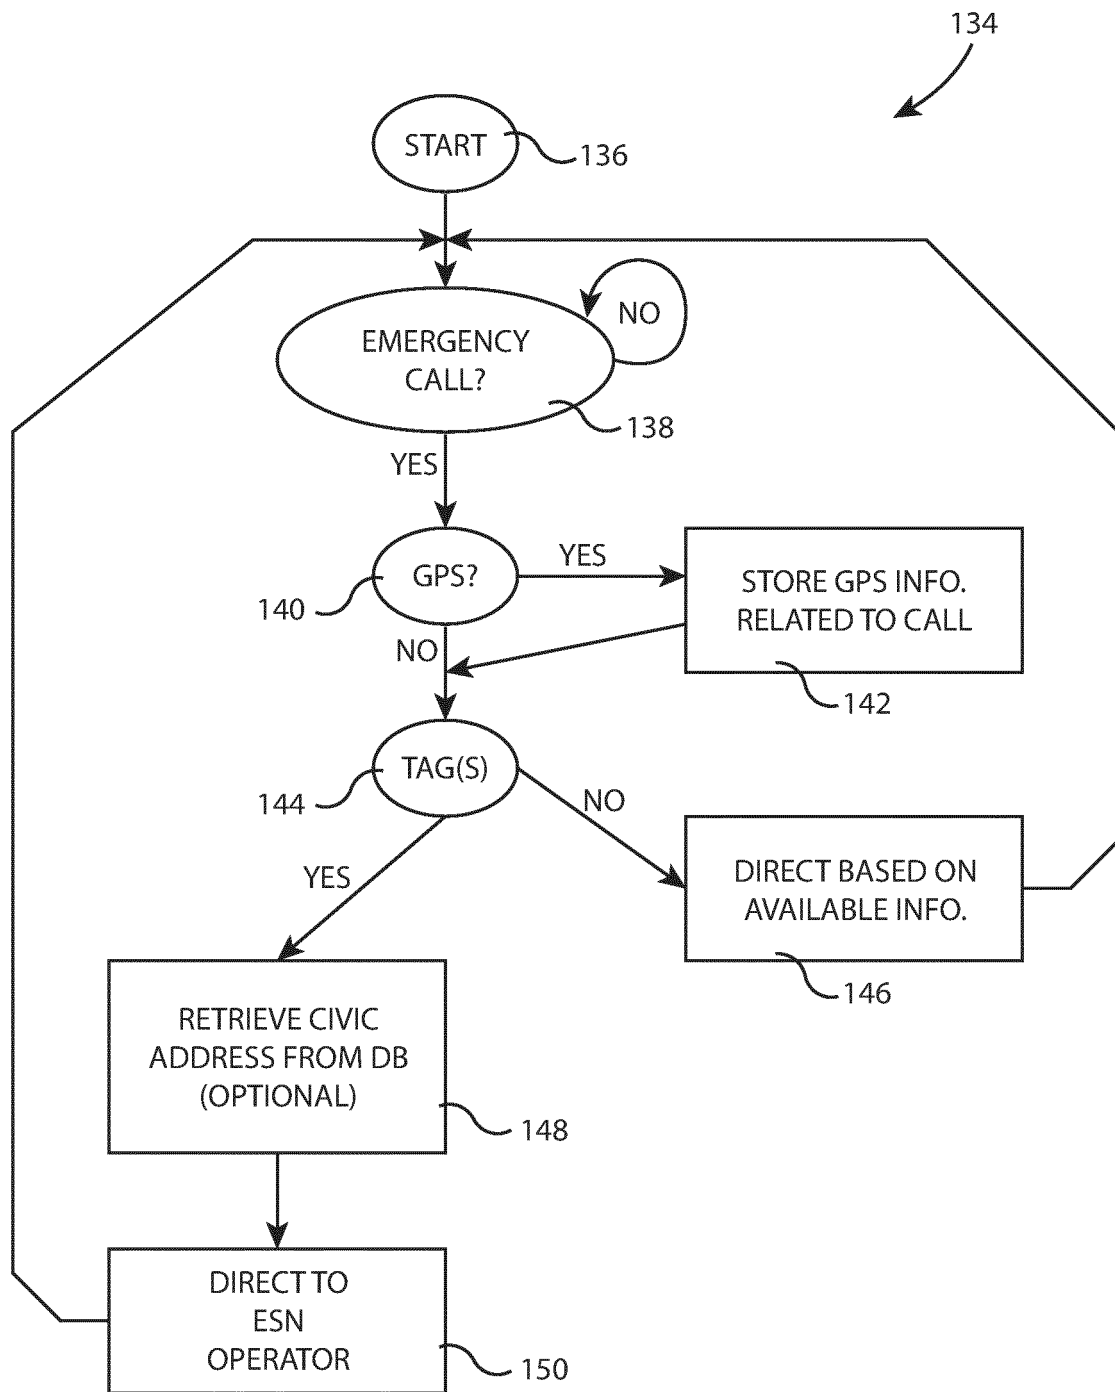 134
START
136
NO
EMERGENCY
CALL?
138
YES
GPS?
YES
140
STORE GPS INFO.
RELATED TO CALL
NO
142
TAG(S)
144
NO
YES
DIRECT BASED ON
AVAILABLE INFO.
146
RETRIEVE CIVIC
ADDRESS FROM DB
(OPTIONAL)
148
DIRECT TO
ESN
OPERATOR
150